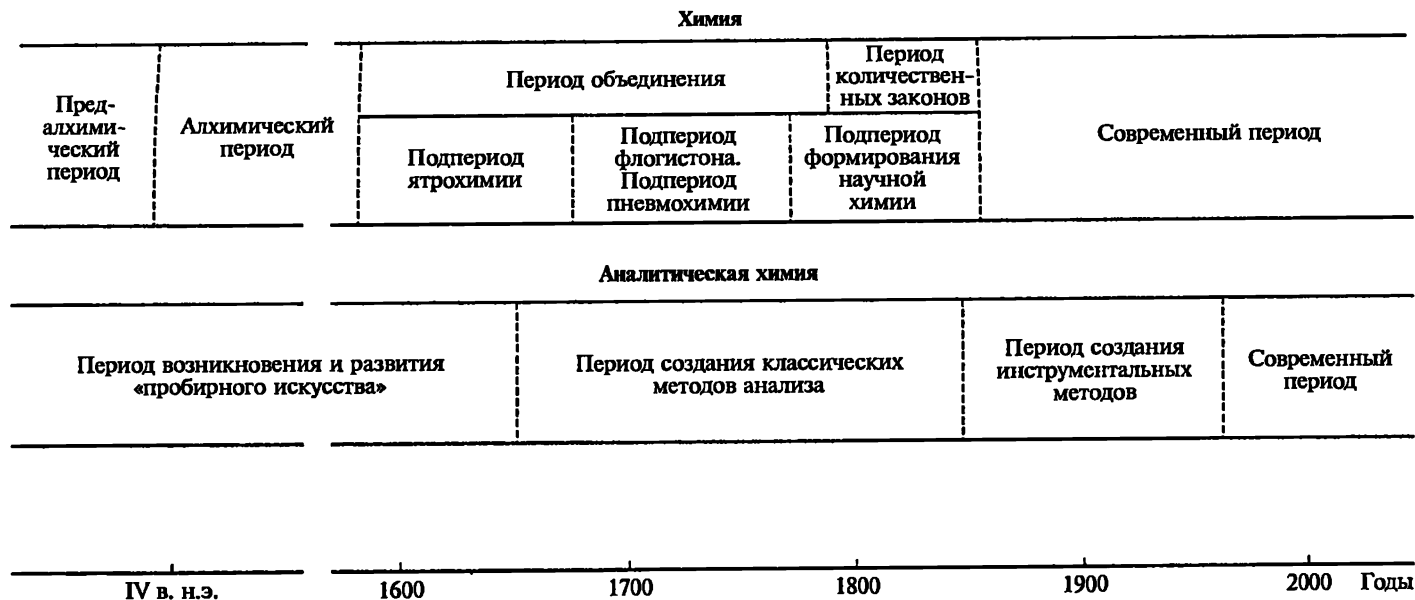 Химия
Пред-
алхими-
ческий
период
Алхимический
период
Период объединения
Период
количествен-
ных законов
Подпериод
ятрохимии
Подпериод
флогистона.
Подпериод
пневмохимии
Подпериод
формирования
научной
химии
Современный период
Аналитическая химия
Период возникновения и развития
«пробирного искусства»
Период создания классических
методов анализа
Период создания
инструментальных
методов
Современный
период
IV в. н.э.
1600
1700
1800
1900
2000
Годы